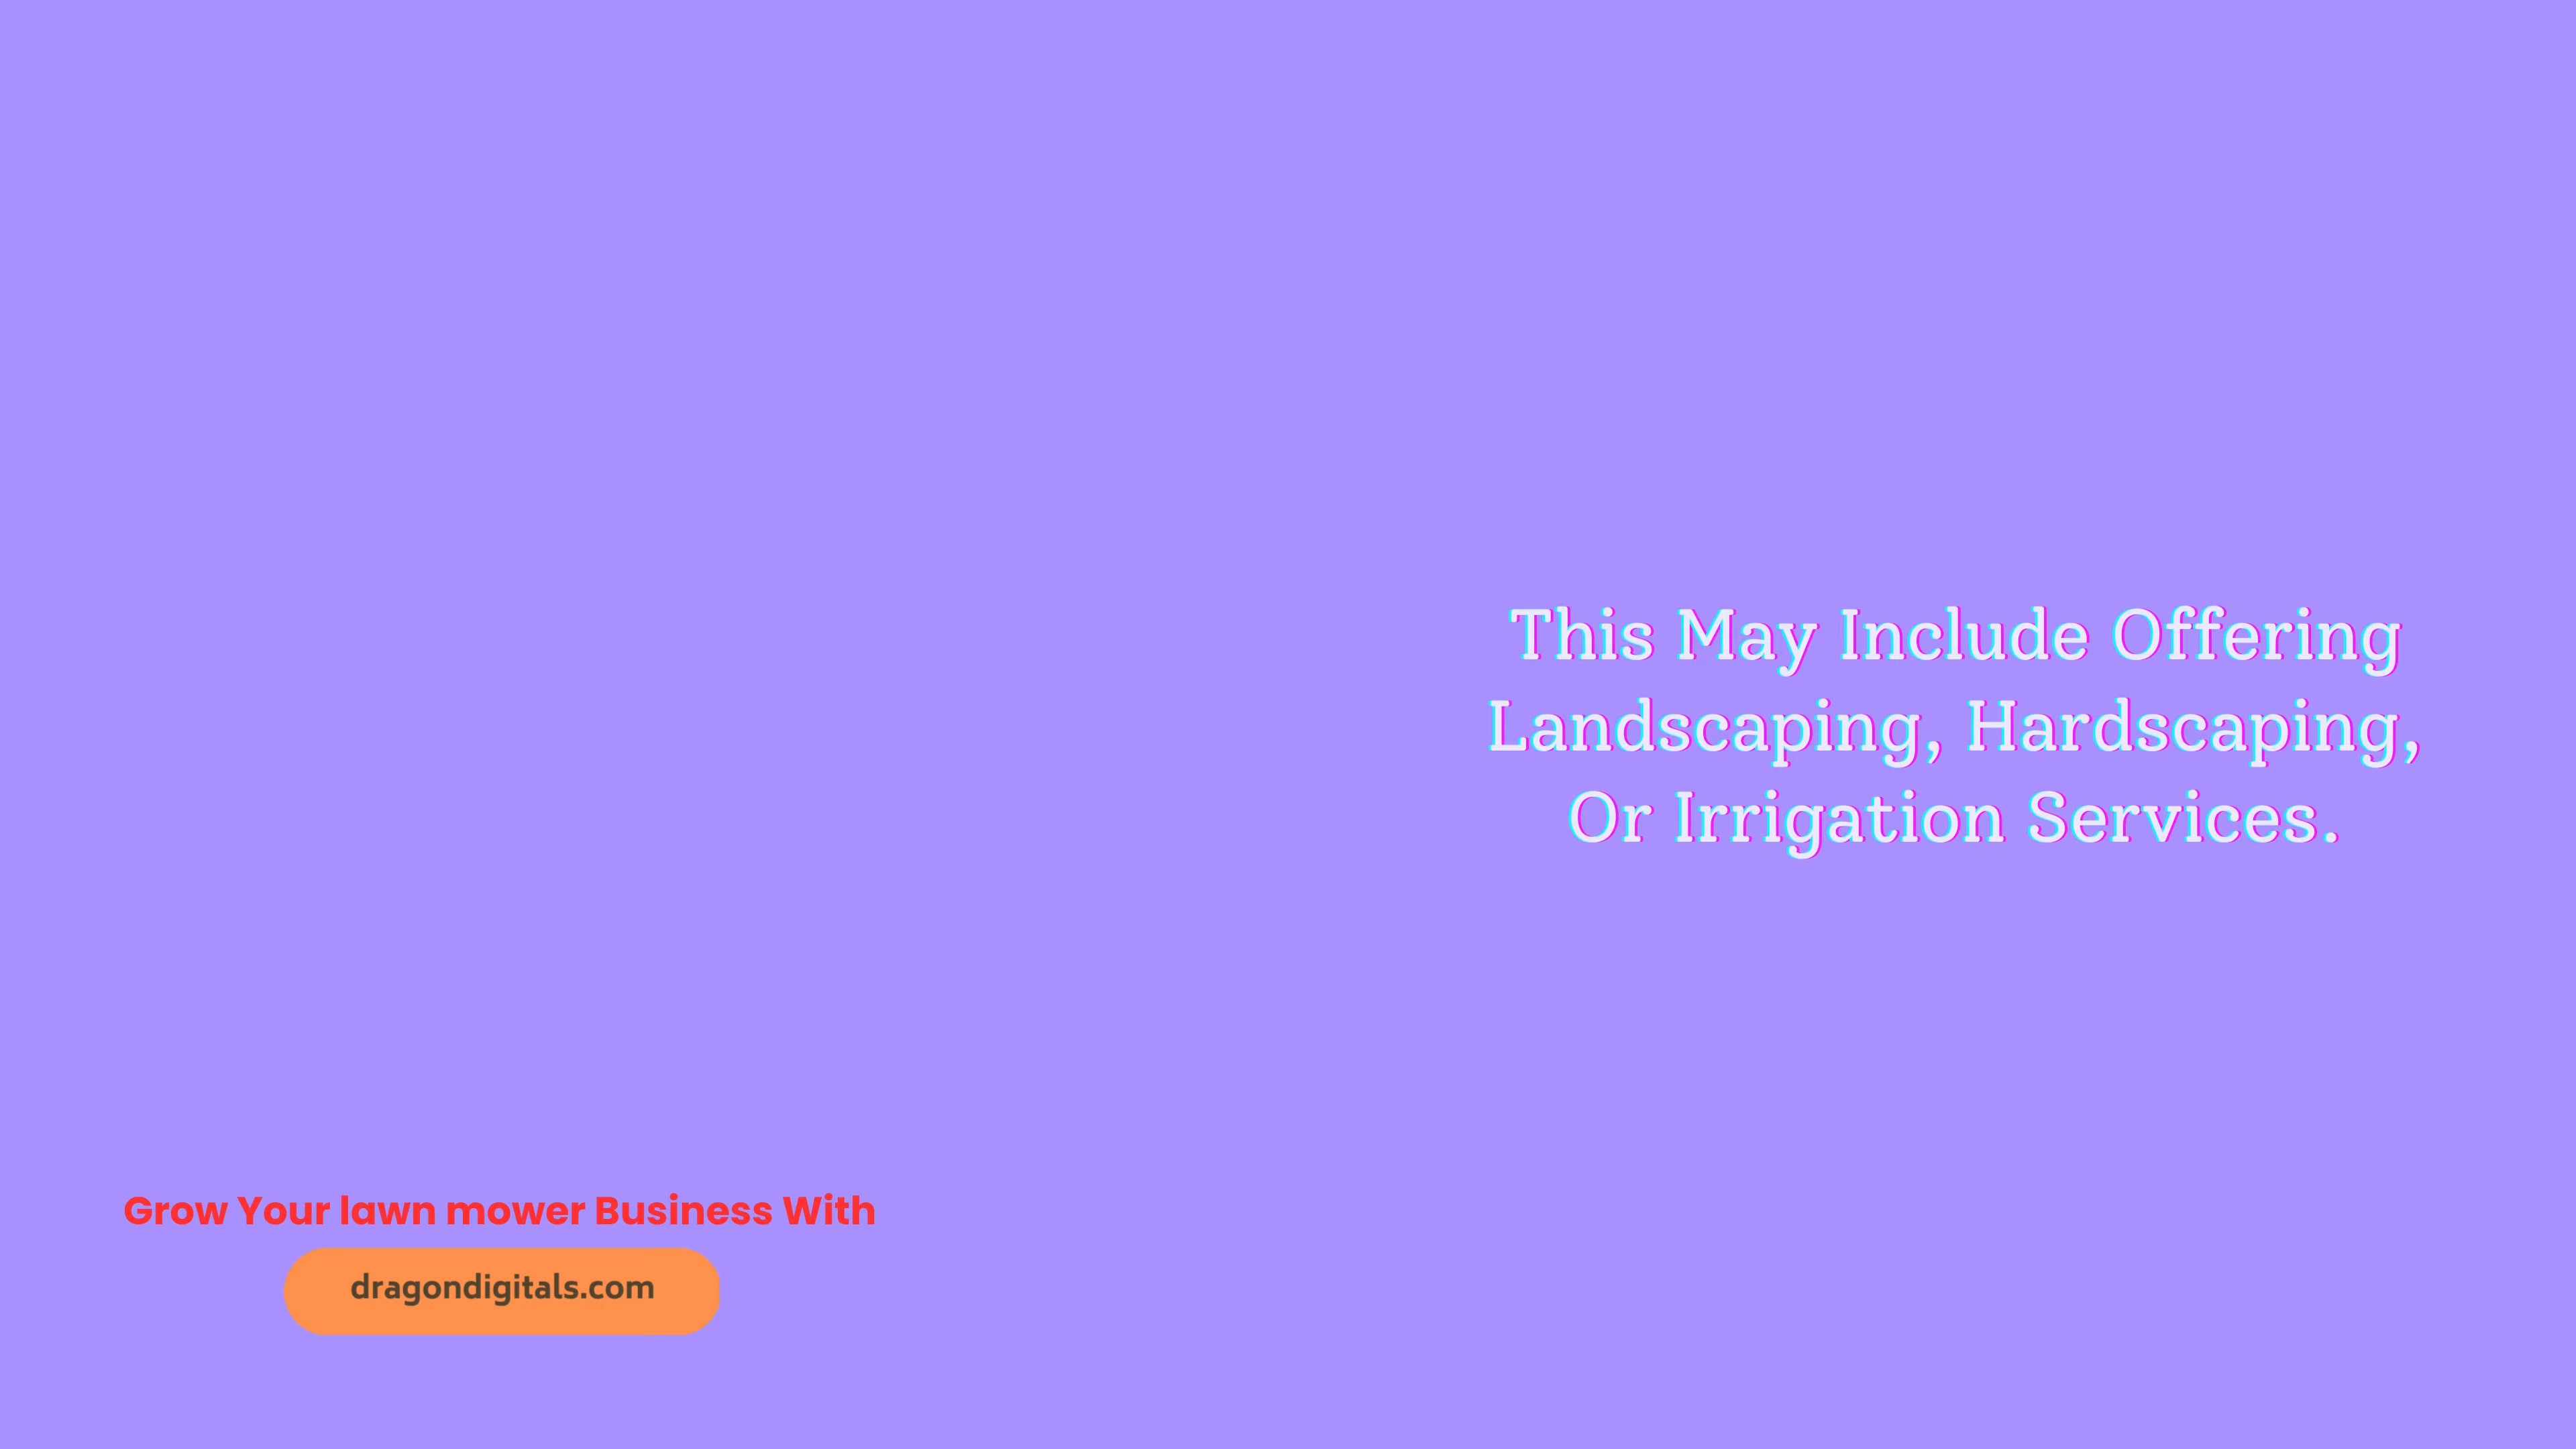 This May Include Offering
Landscaping, Hardscaping,
Or Irrigation Services.
Grow Your lawn mower Business With
dragondigitals.com